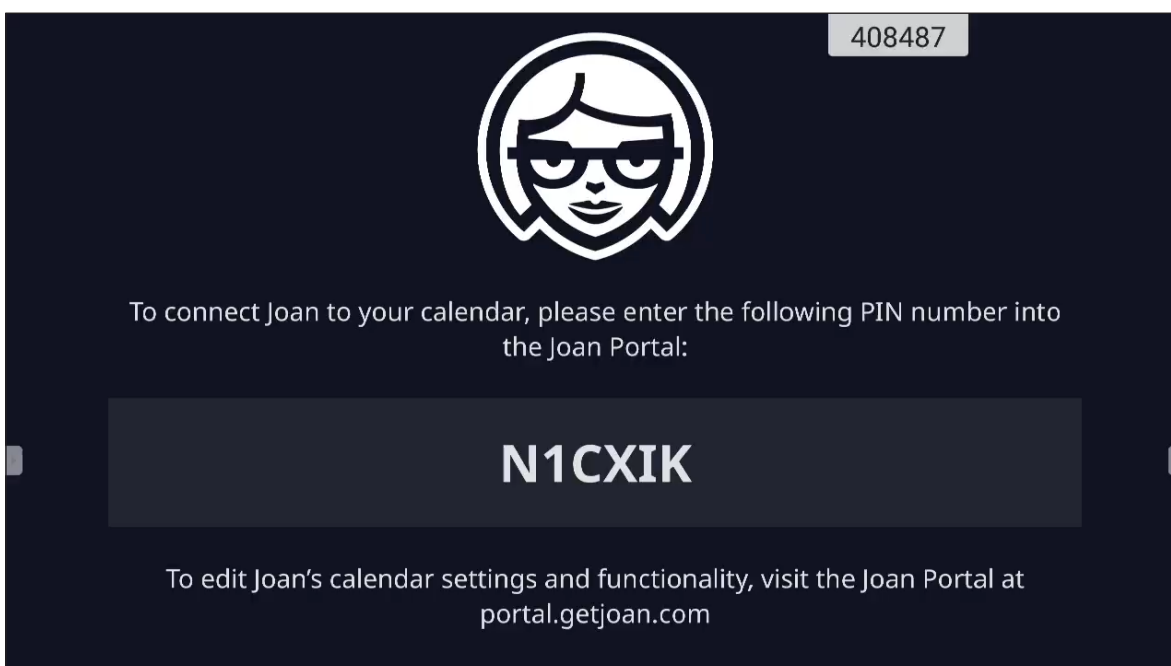 408487
To connect Joan to your calendar, please enter the following PIN number into
the Joan Portal:
N1CXIK
To edit Joan’s calendar settings and functionality, visit the Joan Portal at
portal.getjoan.com